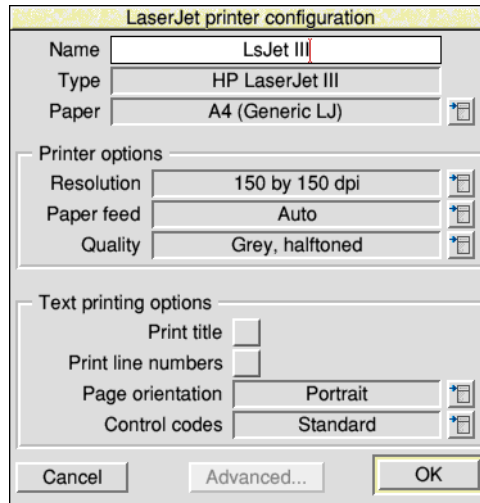 LaserJet printer configuration
Name LsJet III
Type HP LaserJet III
Paper A4 (Generic LJ)
Printer options
Resolution 150 by 150 dpi
Paper feed Auto
Quality Grey, halftoned
Text printing options
Print title
Print line numbers
Page orientation Portrait
Control codes Standard
Cancel Advanced... OK